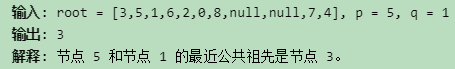 输入: root = [3,5,1,6,2,0,8,null,null,7,4], p = 5, q = 1
输出: 3
解释: 节点 5 和节点 1 的最近公共祖先是节点 3。